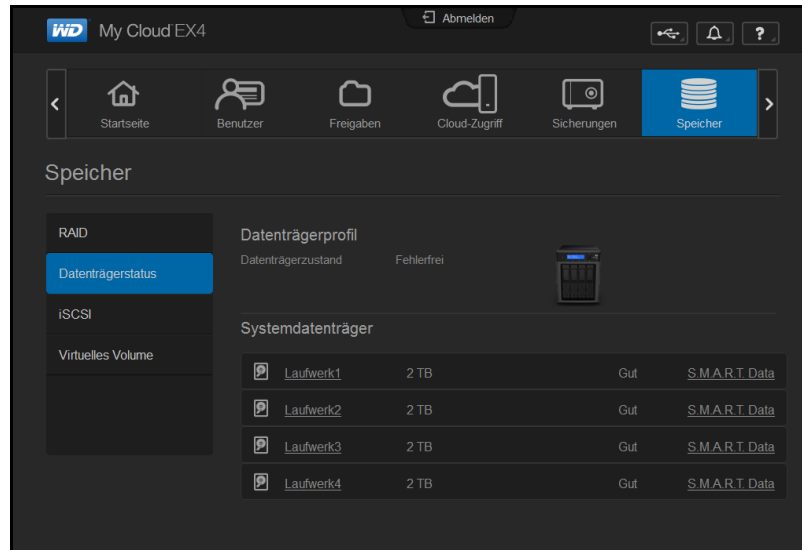 WD My Cloud EX4
Abmelden
?
Startseite
Benutzer
Freigaben
Cloud-Zugriff
Sicherungen
Speicher
Speicher
RAID
Datenträgerstatus
iSCSI
Virtuelles Volume
Datenträgerprofil
Datenträgerzustand Fehlerfrei
Systemdatenträger
Laufwerk1 2 TB Gut S.M.A.R.T. Data
Laufwerk2 2 TB Gut S.M.A.R.T. Data
Laufwerk3 2 TB Gut S.M.A.R.T. Data
Laufwerk4 2 TB Gut S.M.A.R.T. Data